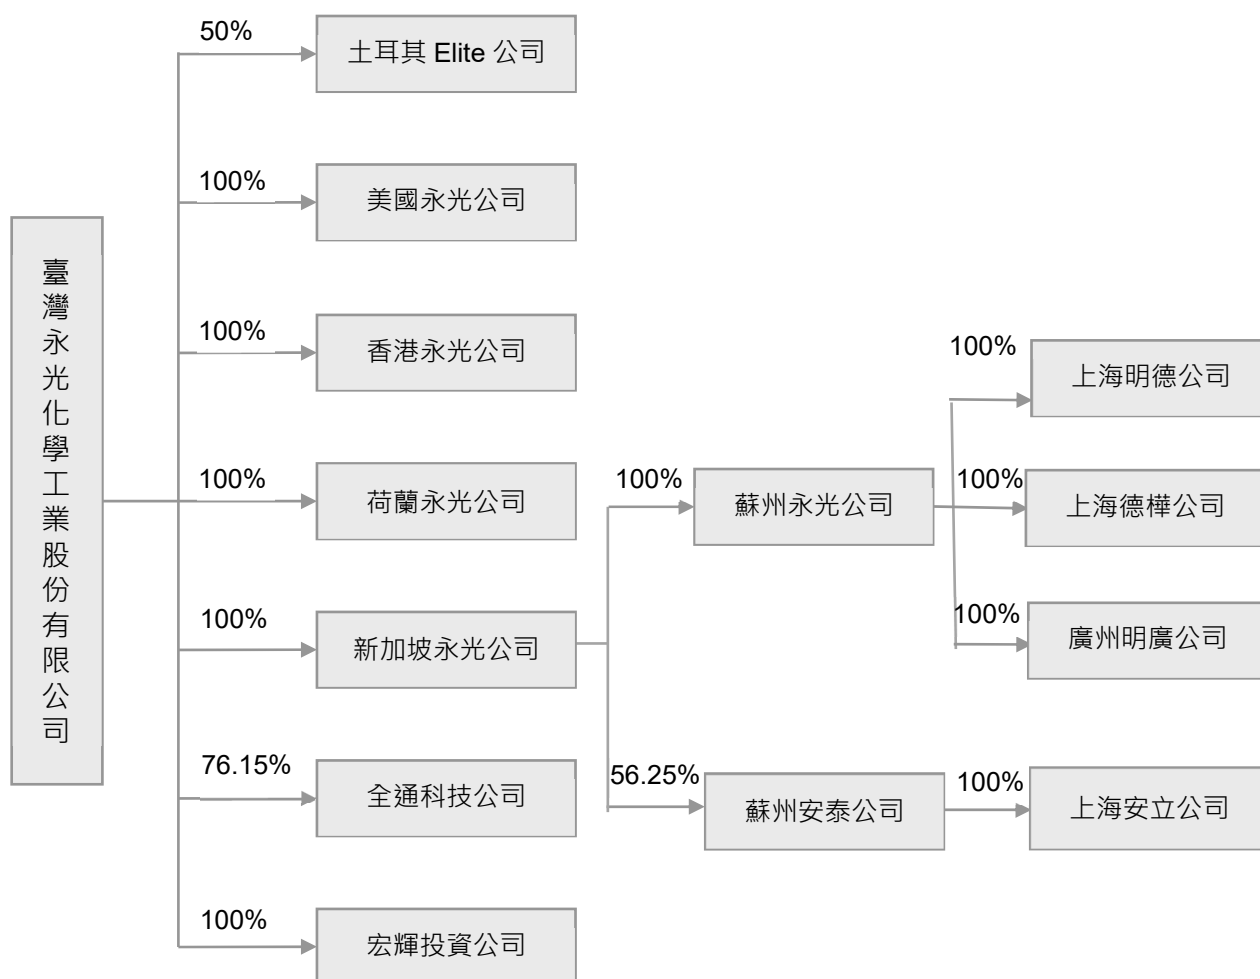 臺灣永光化學工業股份有限公司
50%
土耳其 Elite 公司
100%
美國永光公司
100%
香港永光公司
100%
荷蘭永光公司
100%
新加坡永光公司
76.15%
全通科技公司
100%
宏輝投資公司
100%
蘇州永光公司
56.25%
蘇州安泰公司
100%
上海明德公司
100%
上海德樺公司
100%
廣州明廣公司
100%
上海安立公司